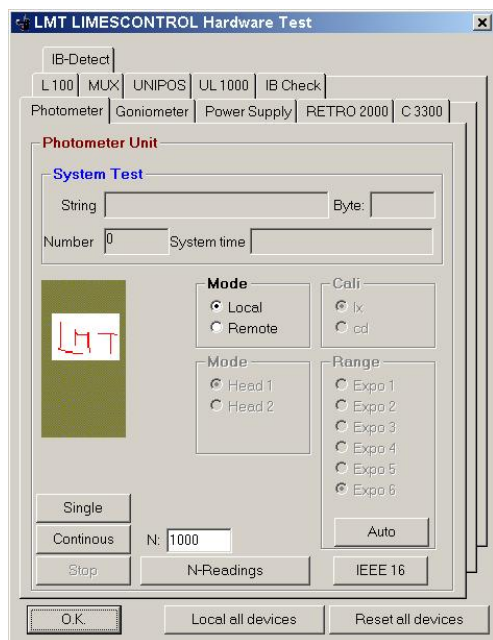 LMT LIMESCONTROL Hardware Test
IB-Detect
L 100 MUX UNIPOS UL 1000 IB Check
Photometer Goniometer Power Supply RETRO 2000 C 3300
Photometer Unit
System Test
String Byte:
Number 0 System time
Mode
Local
Remote
Cali
lx
cd
LMT
Mode
Head 1
Head 2
Range
Expo 1
Expo 2
Expo 3
Expo 4
Expo 5
Expo 6
Auto
Single
Continous N: 1000
Stop N-Readings IEEE 16
O.K. Local all devices Reset all devices